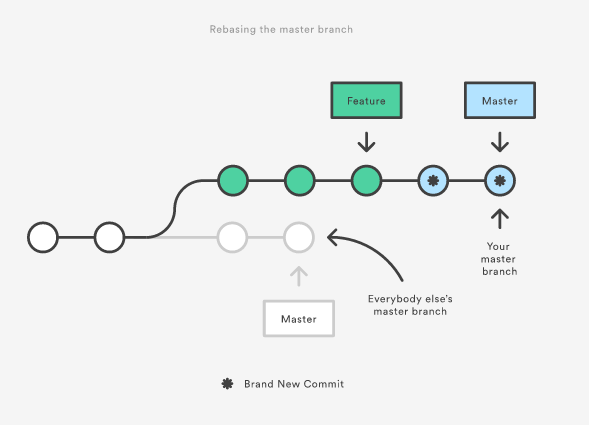 Rebasing the master branch
Feature
Master
Your
master
branch
Everybody else's
master branch
Master
Brand New Commit